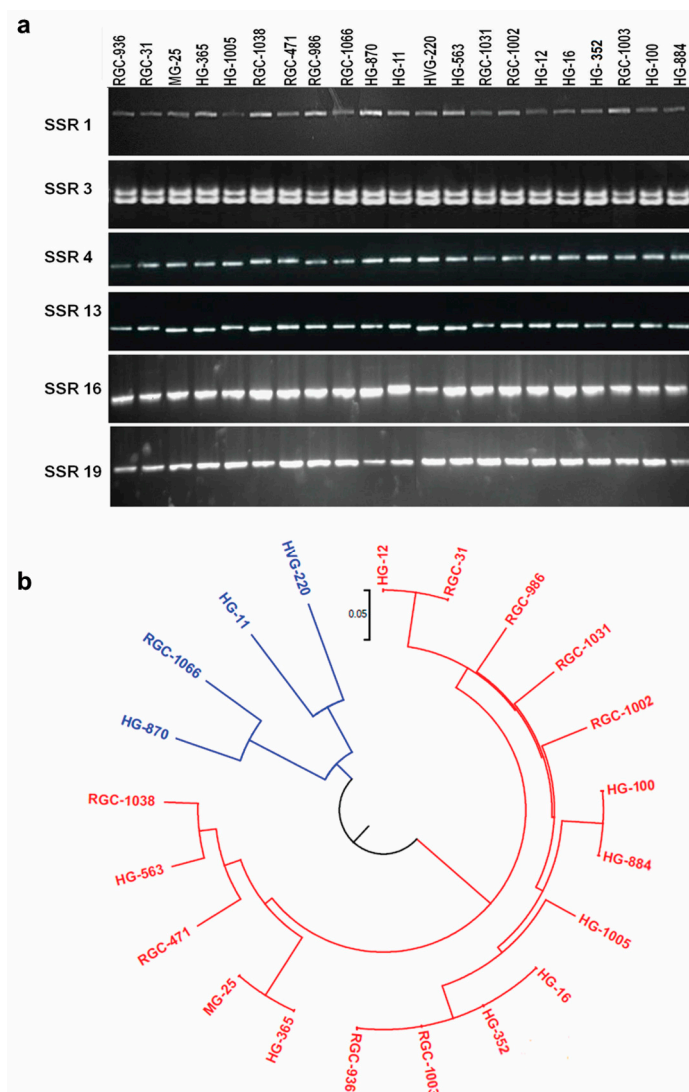 a
RGC-936 RGC-31 MG-25 HG-365 HG-1005 RGC-1038 RGC-471 RGC-986 RGC-1066 HG-870 HG-11 HVG-220 HG-563 RGC-1031 RGC-1002 HG-12 HG-16 HG- 352 RGC-1003 HG-100 HG-884
SSR 1
SSR 3
SSR 4
SSR 13
SSR 16
SSR 19
b
HVG-220
HG-12
RGC-31
HG-11
RGC-986
0.05
RGC-1066
RGC-1031
HG-870
RGC-1002
RGC-1038
HG-100
HG-563
HG-884
RGC-471
HG-1005
MG-25
HG-16
HG-365
HG-352
RGC-936
RGC-1003